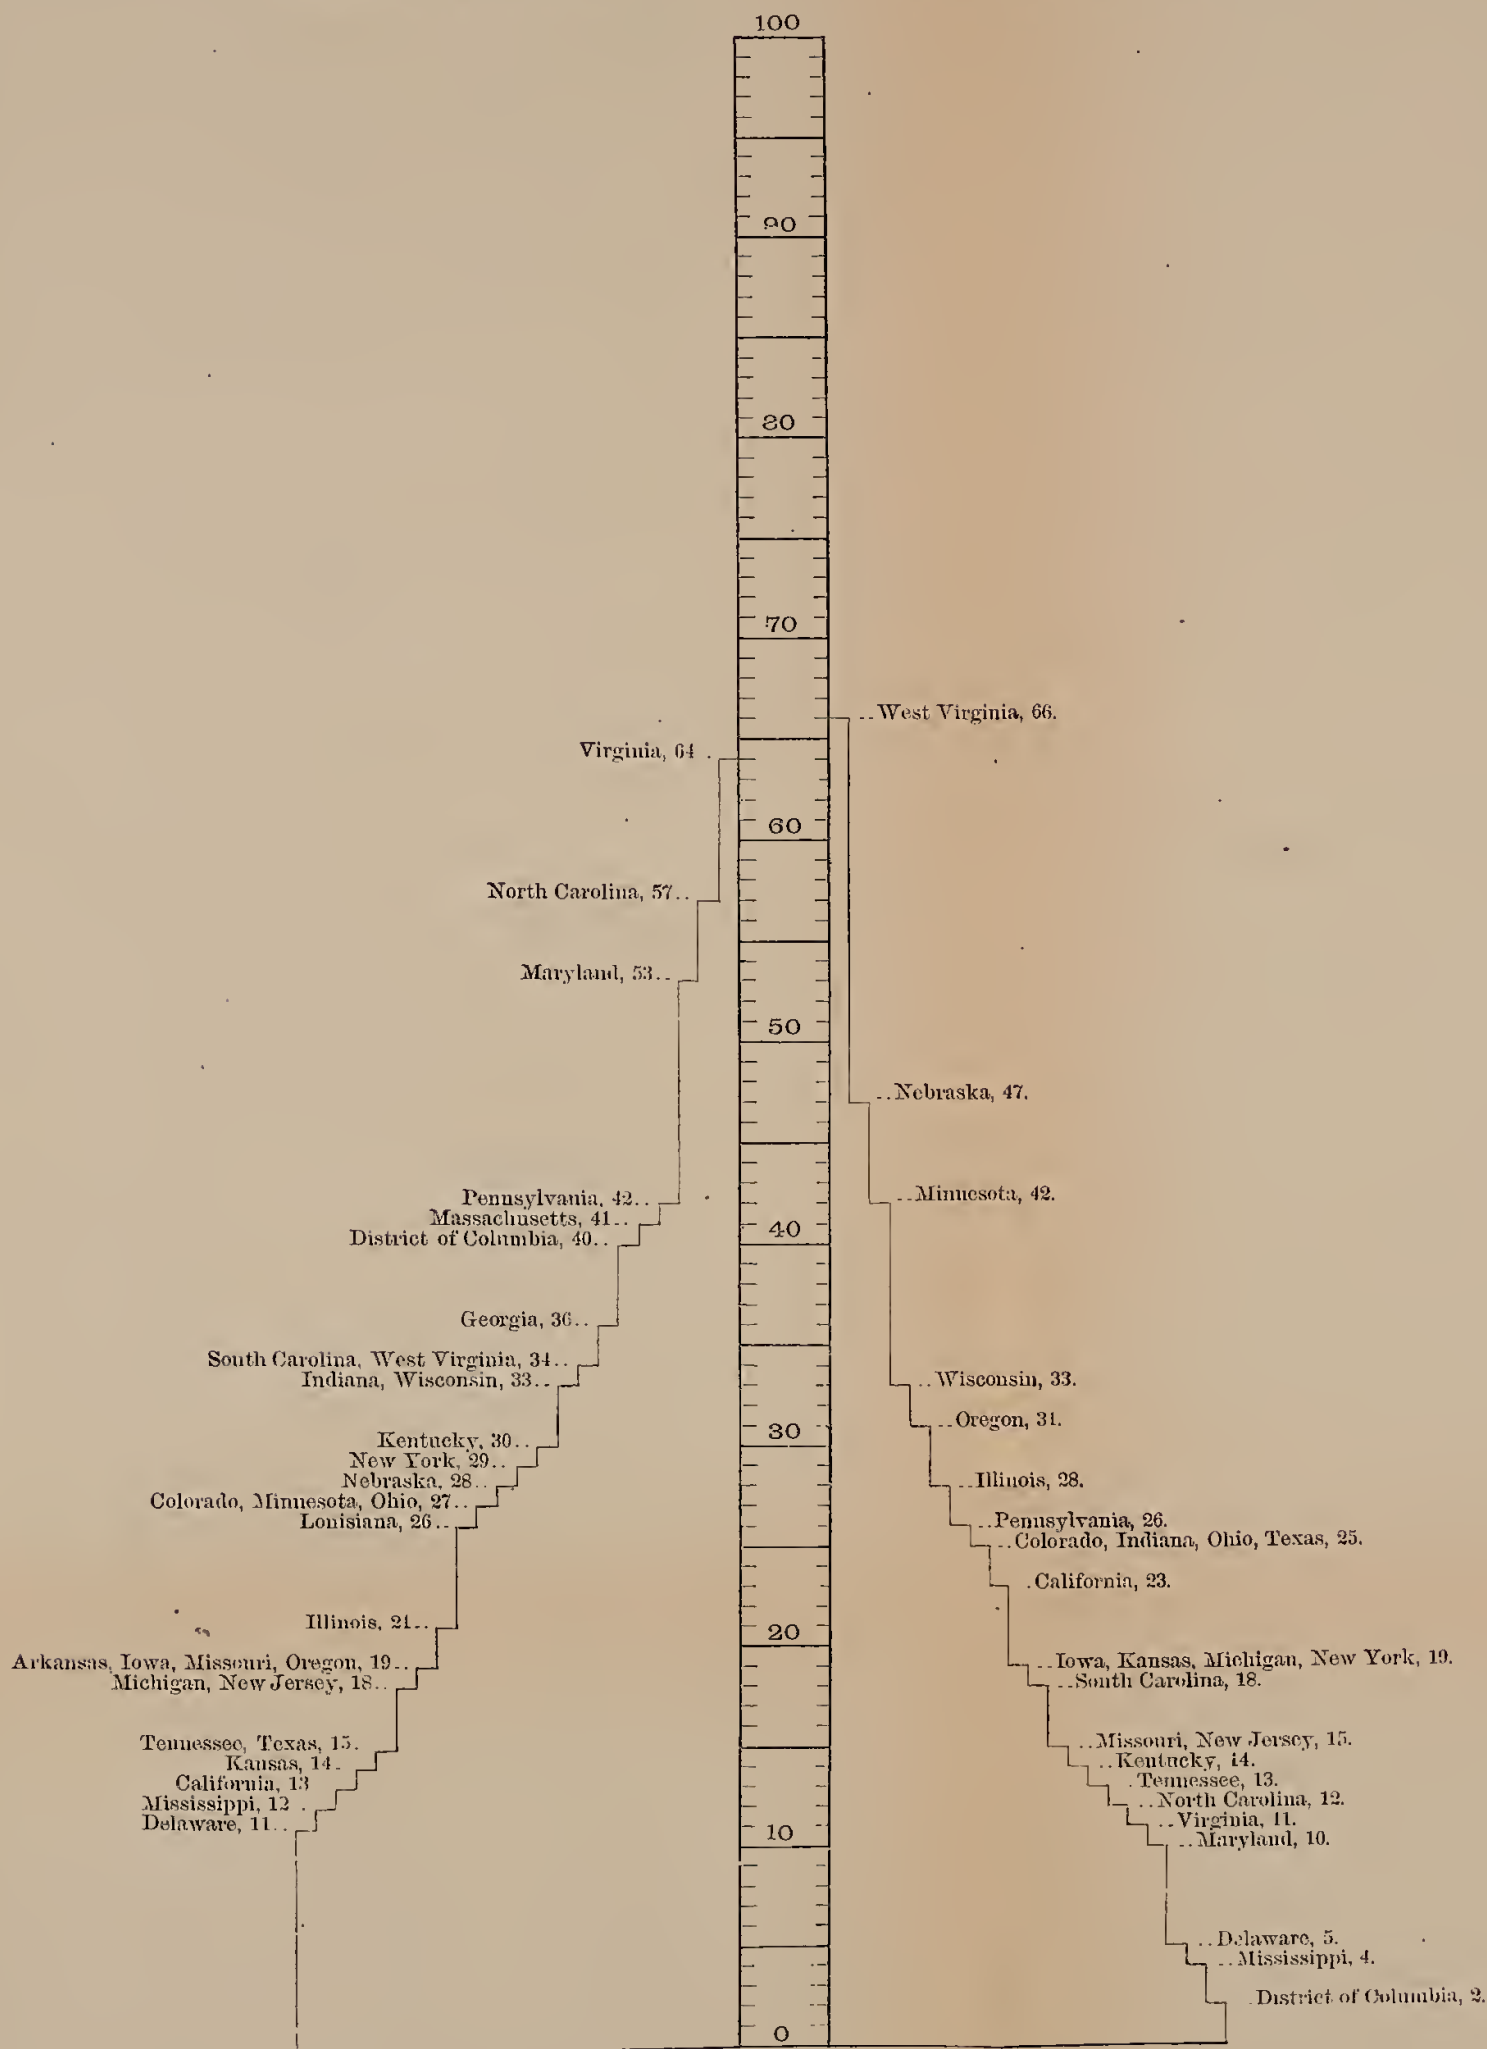 100
90
80
70
West Virginia, 66.
Virginia, 64
60
North Carolina, 57
Maryland, 53
50
Nebraska, 47.
Pennsylvania, 42
Minnesota, 42.
Massachusetts, 41
District of Columbia, 40
40
Georgia, 36
South Carolina, West Virginia, 34
Indiana, Wisconsin, 33
Wisconsin, 33.
Oregon, 31.
30
Kentucky, 30
New York, 29
Nebraska, 28
Illinois, 28.
Colorado, Minnesota, Ohio, 27
Louisiana, 26
Pennsylvania, 26.
Colorado, Indiana, Ohio, Texas, 25.
California, 23.
Illinois, 21
20
Arkansas, Iowa, Missouri, Oregon, 19
Iowa, Kansas, Michigan, New York, 19.
Michigan, New Jersey, 18
South Carolina, 18.
Tennessee, Texas, 15.
Missouri, New Jersey, 15.
Kansas, 14
Kentucky, 14.
California, 13
Tennessee, 13.
Mississippi, 12
North Carolina, 12.
Delaware, 11
Virginia, 11.
10
Maryland, 10.
Delaware, 5.
Mississippi, 4.
District of Columbia, 2.
0